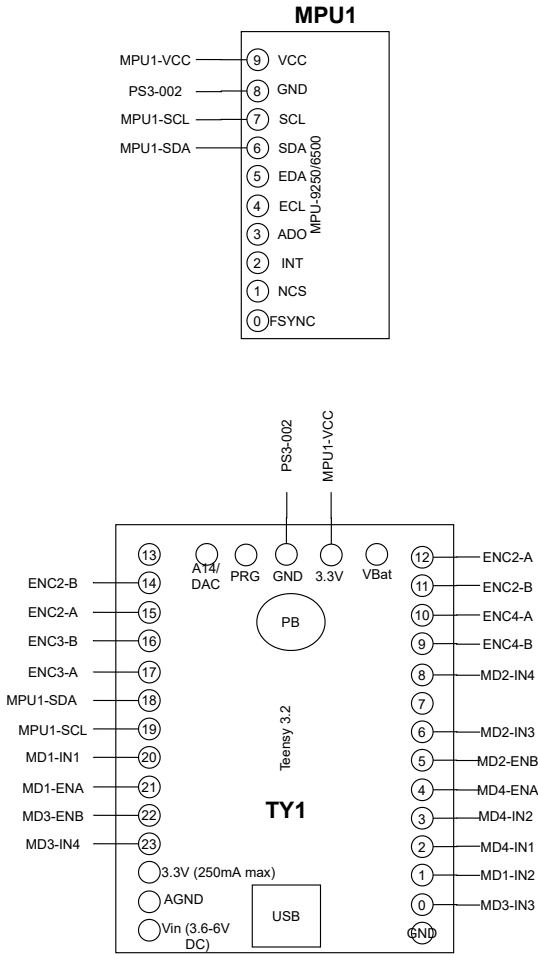 MPU1
MPU1-VCC 9 VCC
PS3-002 8 GND
MPU1-SCL 7 SCL
MPU1-SDA 6 SDA
5 EDA
4 ECL
3 ADO
2 INT
1 NCS
0 FSYNC
MPU-9250/6500
PS3-002
MPU1-VCC
13
A14/
DAC
PRG
GND
3.3V
VBat
12 ENC2-A
ENC2-B 14
11 ENC2-B
ENC2-A 15
PB
10 ENC4-A
ENC3-B 16
9 ENC4-B
ENC3-A 17
8 MD2-IN4
MPU1-SDA 18
7
MPU1-SCL 19
Teensy 3.2
6 MD2-IN3
MD1-IN1 20
5 MD2-ENB
MD1-ENA 21
4 MD4-ENA
MD3-ENB 22
TY1
3 MD4-IN2
MD3-IN4 23
2 MD4-IN1
3.3V (250mA max)
1 MD1-IN2
AGND
USB
0 MD3-IN3
Vin (3.6-6V
DC)
GND